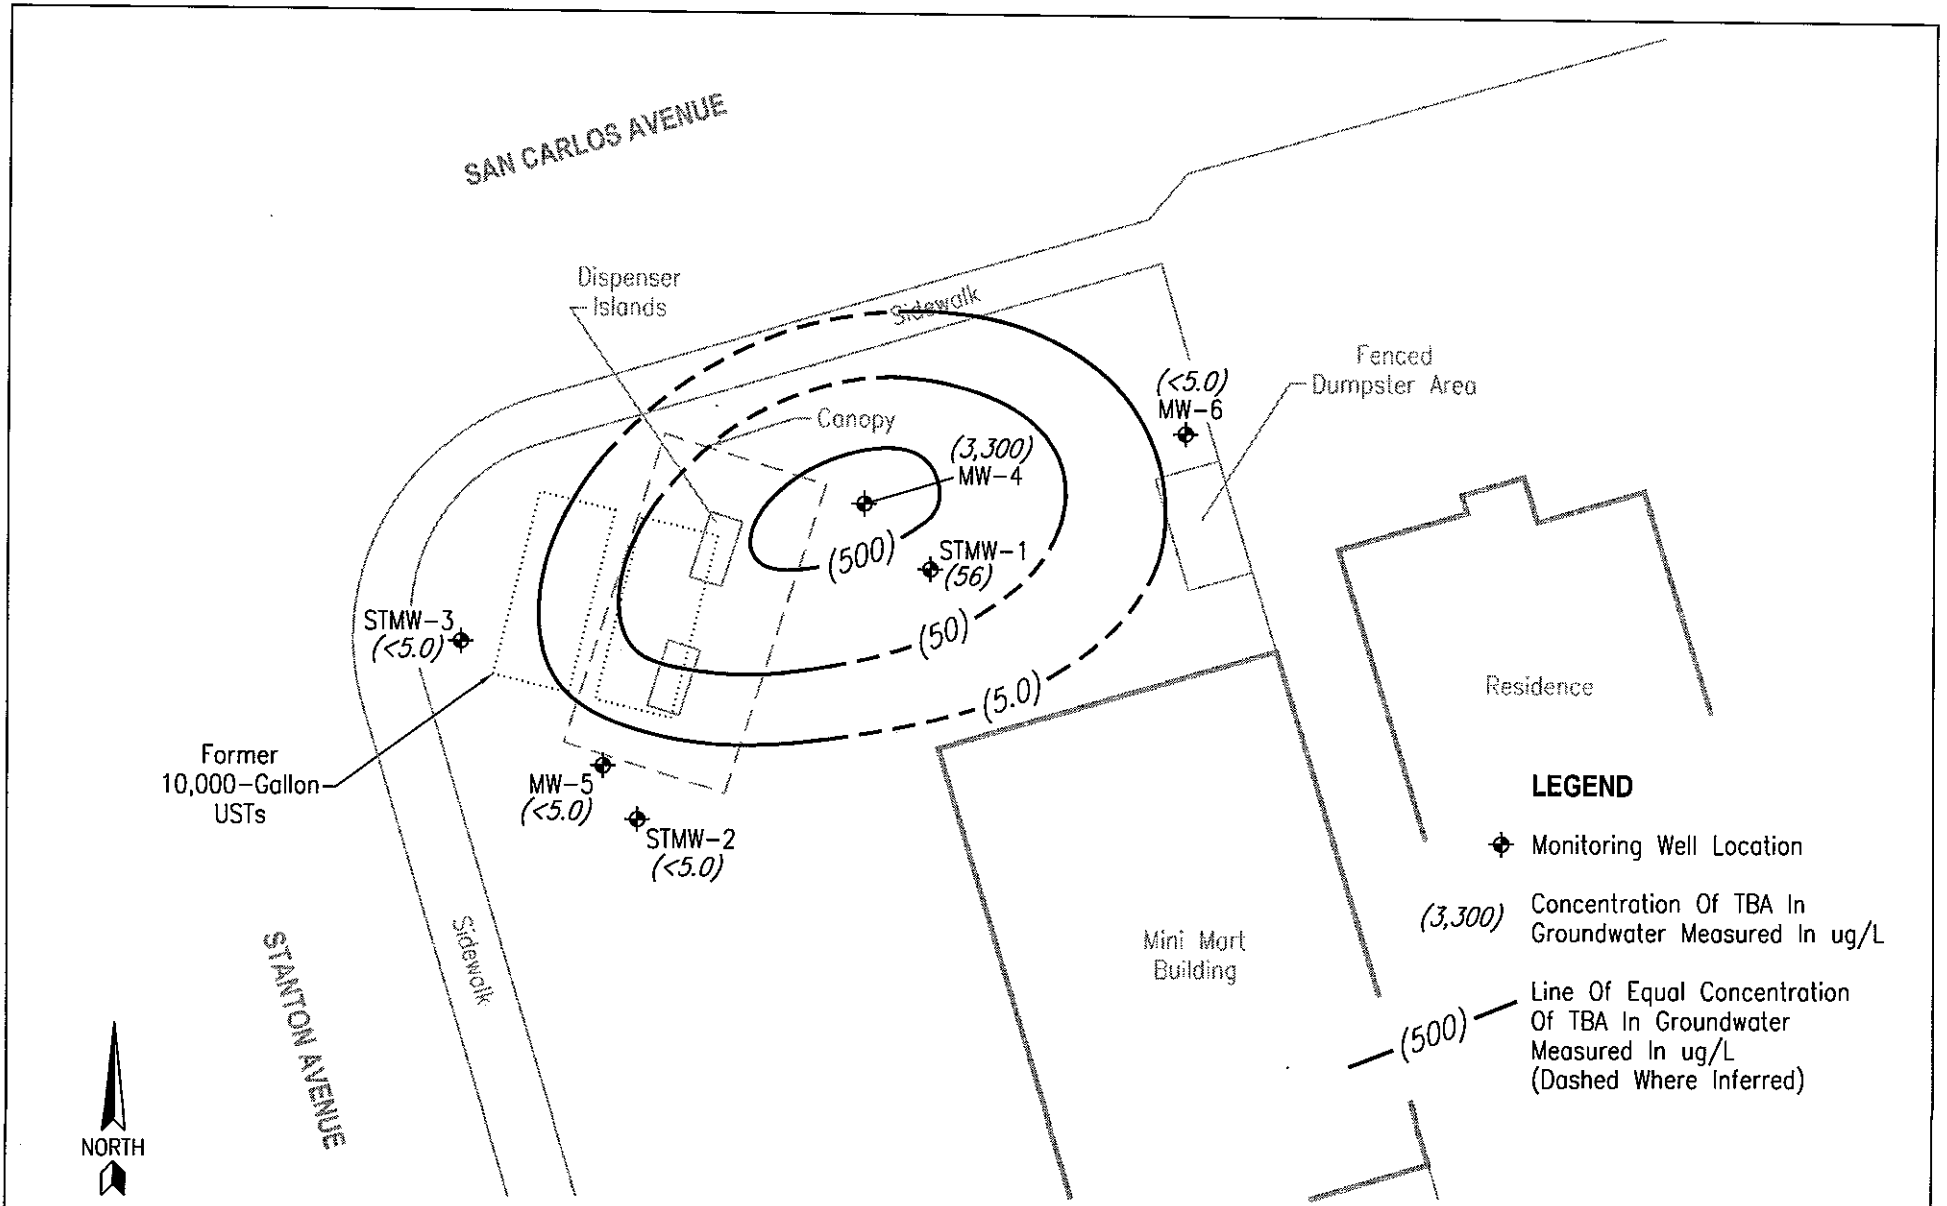 SAN CARLOS AVENUE
Dispenser
Islands
Sidewalk
Fenced
Dumpster Area
(<5.0)
MW-6
Canopy
(3,300)
MW-4
(500)
STMW-1
(56)
STMW-3
(<5.0)
(50)
(5.0)
Residence
Former
10,000-Gallon
USTs
MW-5
(<5.0)
STMW-2
(<5.0)
Mini Mart
Building
Sidewalk
STANTON AVENUE
NORTH
LEGEND
Monitoring Well Location
(3,300)
Concentration Of TBA In
Groundwater Measured In ug/L
(500)
Line Of Equal Concentration
Of TBA In Groundwater
Measured In ug/L
(Dashed Where Inferred)